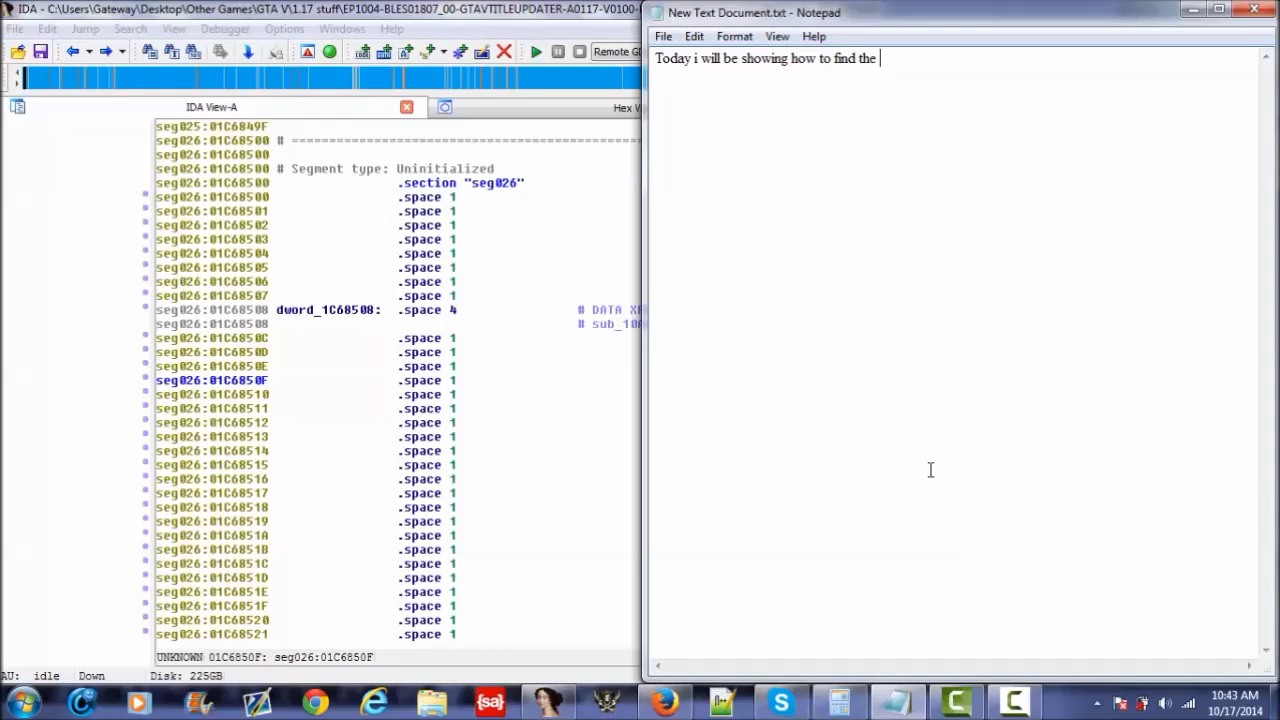 IDA - C:\Users\Gateway\Desktop\Other Games\GTA V\1.17 stuff\EP1004-BLES01807_00-GTAVTITLEUPDATER-A0117-V0100-
File Edit Jump Search View Debugger Options Windows Help
Remote GD
IDA View-A
Hex V
seg025:01C6849F
seg026:01C68500 # ===============================================
seg026:01C68500
seg026:01C68500 # Segment type: Uninitialized
seg026:01C68500 .section "seg026"
seg026:01C68500 .space 1
seg026:01C68501 .space 1
seg026:01C68502 .space 1
seg026:01C68503 .space 1
seg026:01C68504 .space 1
seg026:01C68505 .space 1
seg026:01C68506 .space 1
seg026:01C68507 .space 1
seg026:01C68508 dword_1C68508: .space 4 # DATA XR
seg026:01C68508 # sub_10A
seg026:01C6850C .space 1
seg026:01C6850D .space 1
seg026:01C6850E .space 1
seg026:01C6850F .space 1
seg026:01C68510 .space 1
seg026:01C68511 .space 1
seg026:01C68512 .space 1
seg026:01C68513 .space 1
seg026:01C68514 .space 1
seg026:01C68515 .space 1
seg026:01C68516 .space 1
seg026:01C68517 .space 1
seg026:01C68518 .space 1
seg026:01C68519 .space 1
seg026:01C6851A .space 1
seg026:01C6851B .space 1
seg026:01C6851C .space 1
seg026:01C6851D .space 1
seg026:01C6851E .space 1
seg026:01C6851F .space 1
seg026:01C68520 .space 1
seg026:01C68521 .space 1
UNKNOWN 01C6850F: seg026:01C6850F
AU: idle Down Disk: 225GB
New Text Document.txt - Notepad
File Edit Format View Help
Today i will be showing how to find the
{sa}
10:43 AM
10/17/2014